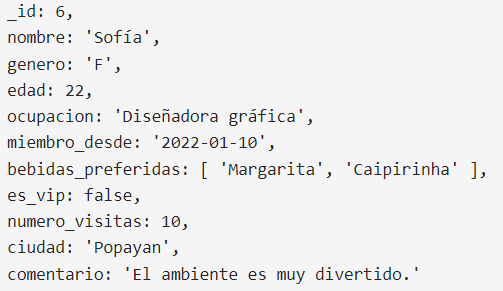 _id: 6,
nombre: 'Sofía',
genero: 'F',
edad: 22,
ocupacion: 'Diseñadora gráfica',
miembro_desde: '2022-01-10',
bebidas_preferidas: [ 'Margarita', 'Caipirinha' ],
es_vip: false,
numero_visitas: 10,
ciudad: 'Popayan',
comentario: 'El ambiente es muy divertido.'